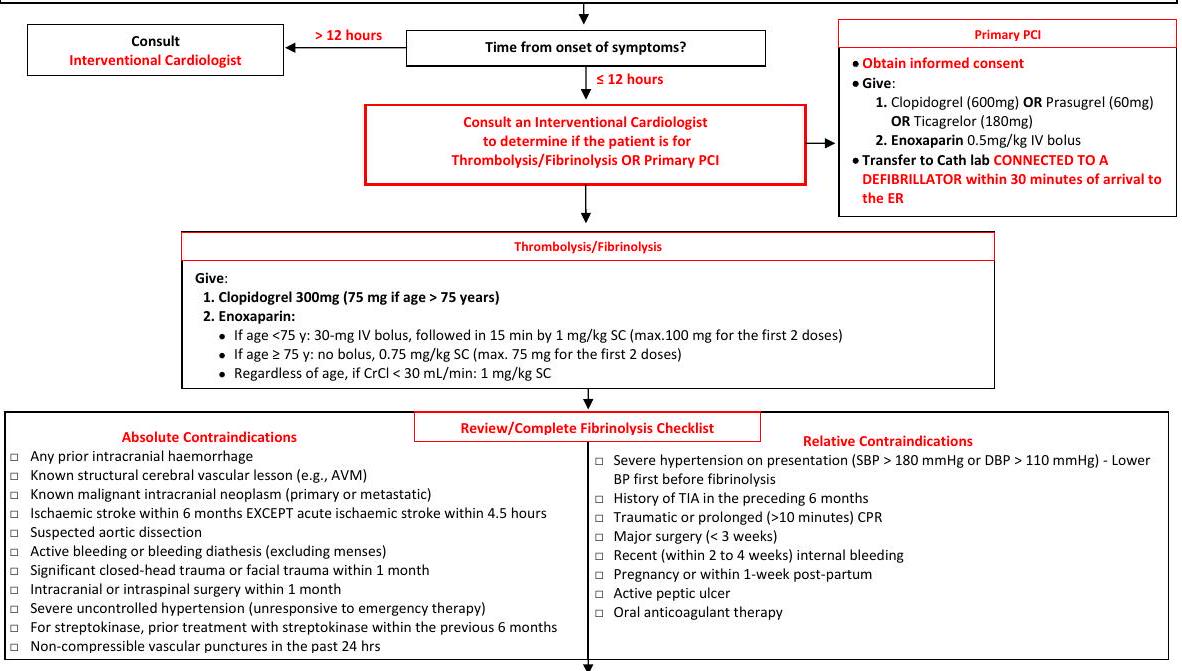 Consult
Interventional Cardiologist
> 12 hours
Time from onset of symptoms?
≤ 12 hours
Consult an Interventional Cardiologist
to determine if the patient is for
Thrombolysis/Fibrinolysis OR Primary PCI
Primary PCI
• Obtain informed consent
• Give:
1. Clopidogrel (600mg) OR Prasugrel (60mg)
OR Ticagrelor (180mg)
2. Enoxaparin 0.5mg/kg IV bolus
• Transfer to Cath lab CONNECTED TO A
DEFIBRILLATOR within 30 minutes of arrival to
the ER
Thrombolysis/Fibrinolysis
Give:
1. Clopidogrel 300mg (75 mg if age > 75 years)
2. Enoxaparin:
• If age <75 y: 30-mg IV bolus, followed in 15 min by 1 mg/kg SC (max.100 mg for the first 2 doses)
• If age ≥ 75 y: no bolus, 0.75 mg/kg SC (max. 75 mg for the first 2 doses)
• Regardless of age, if CrCl < 30 mL/min: 1 mg/kg SC
Review/Complete Fibrinolysis Checklist
Absolute Contraindications
□ Any prior intracranial haemorrhage
□ Known structural cerebral vascular lesson (e.g., AVM)
□ Known malignant intracranial neoplasm (primary or metastatic)
□ Ischaemic stroke within 6 months EXCEPT acute ischaemic stroke within 4.5 hours
□ Suspected aortic dissection
□ Active bleeding or bleeding diathesis (excluding menses)
□ Significant closed-head trauma or facial trauma within 1 month
□ Intracranial or intraspinal surgery within 1 month
□ Severe uncontrolled hypertension (unresponsive to emergency therapy)
□ For streptokinase, prior treatment with streptokinase within the previous 6 months
□ Non-compressible vascular punctures in the past 24 hrs
Relative Contraindications
□ Severe hypertension on presentation (SBP > 180 mmHg or DBP > 110 mmHg) - Lower
BP first before fibrinolysis
□ History of TIA in the preceding 6 months
□ Traumatic or prolonged (>10 minutes) CPR
□ Major surgery (< 3 weeks)
□ Recent (within 2 to 4 weeks) internal bleeding
□ Pregnancy or within 1-week post-partum
□ Active peptic ulcer
□ Oral anticoagulant therapy